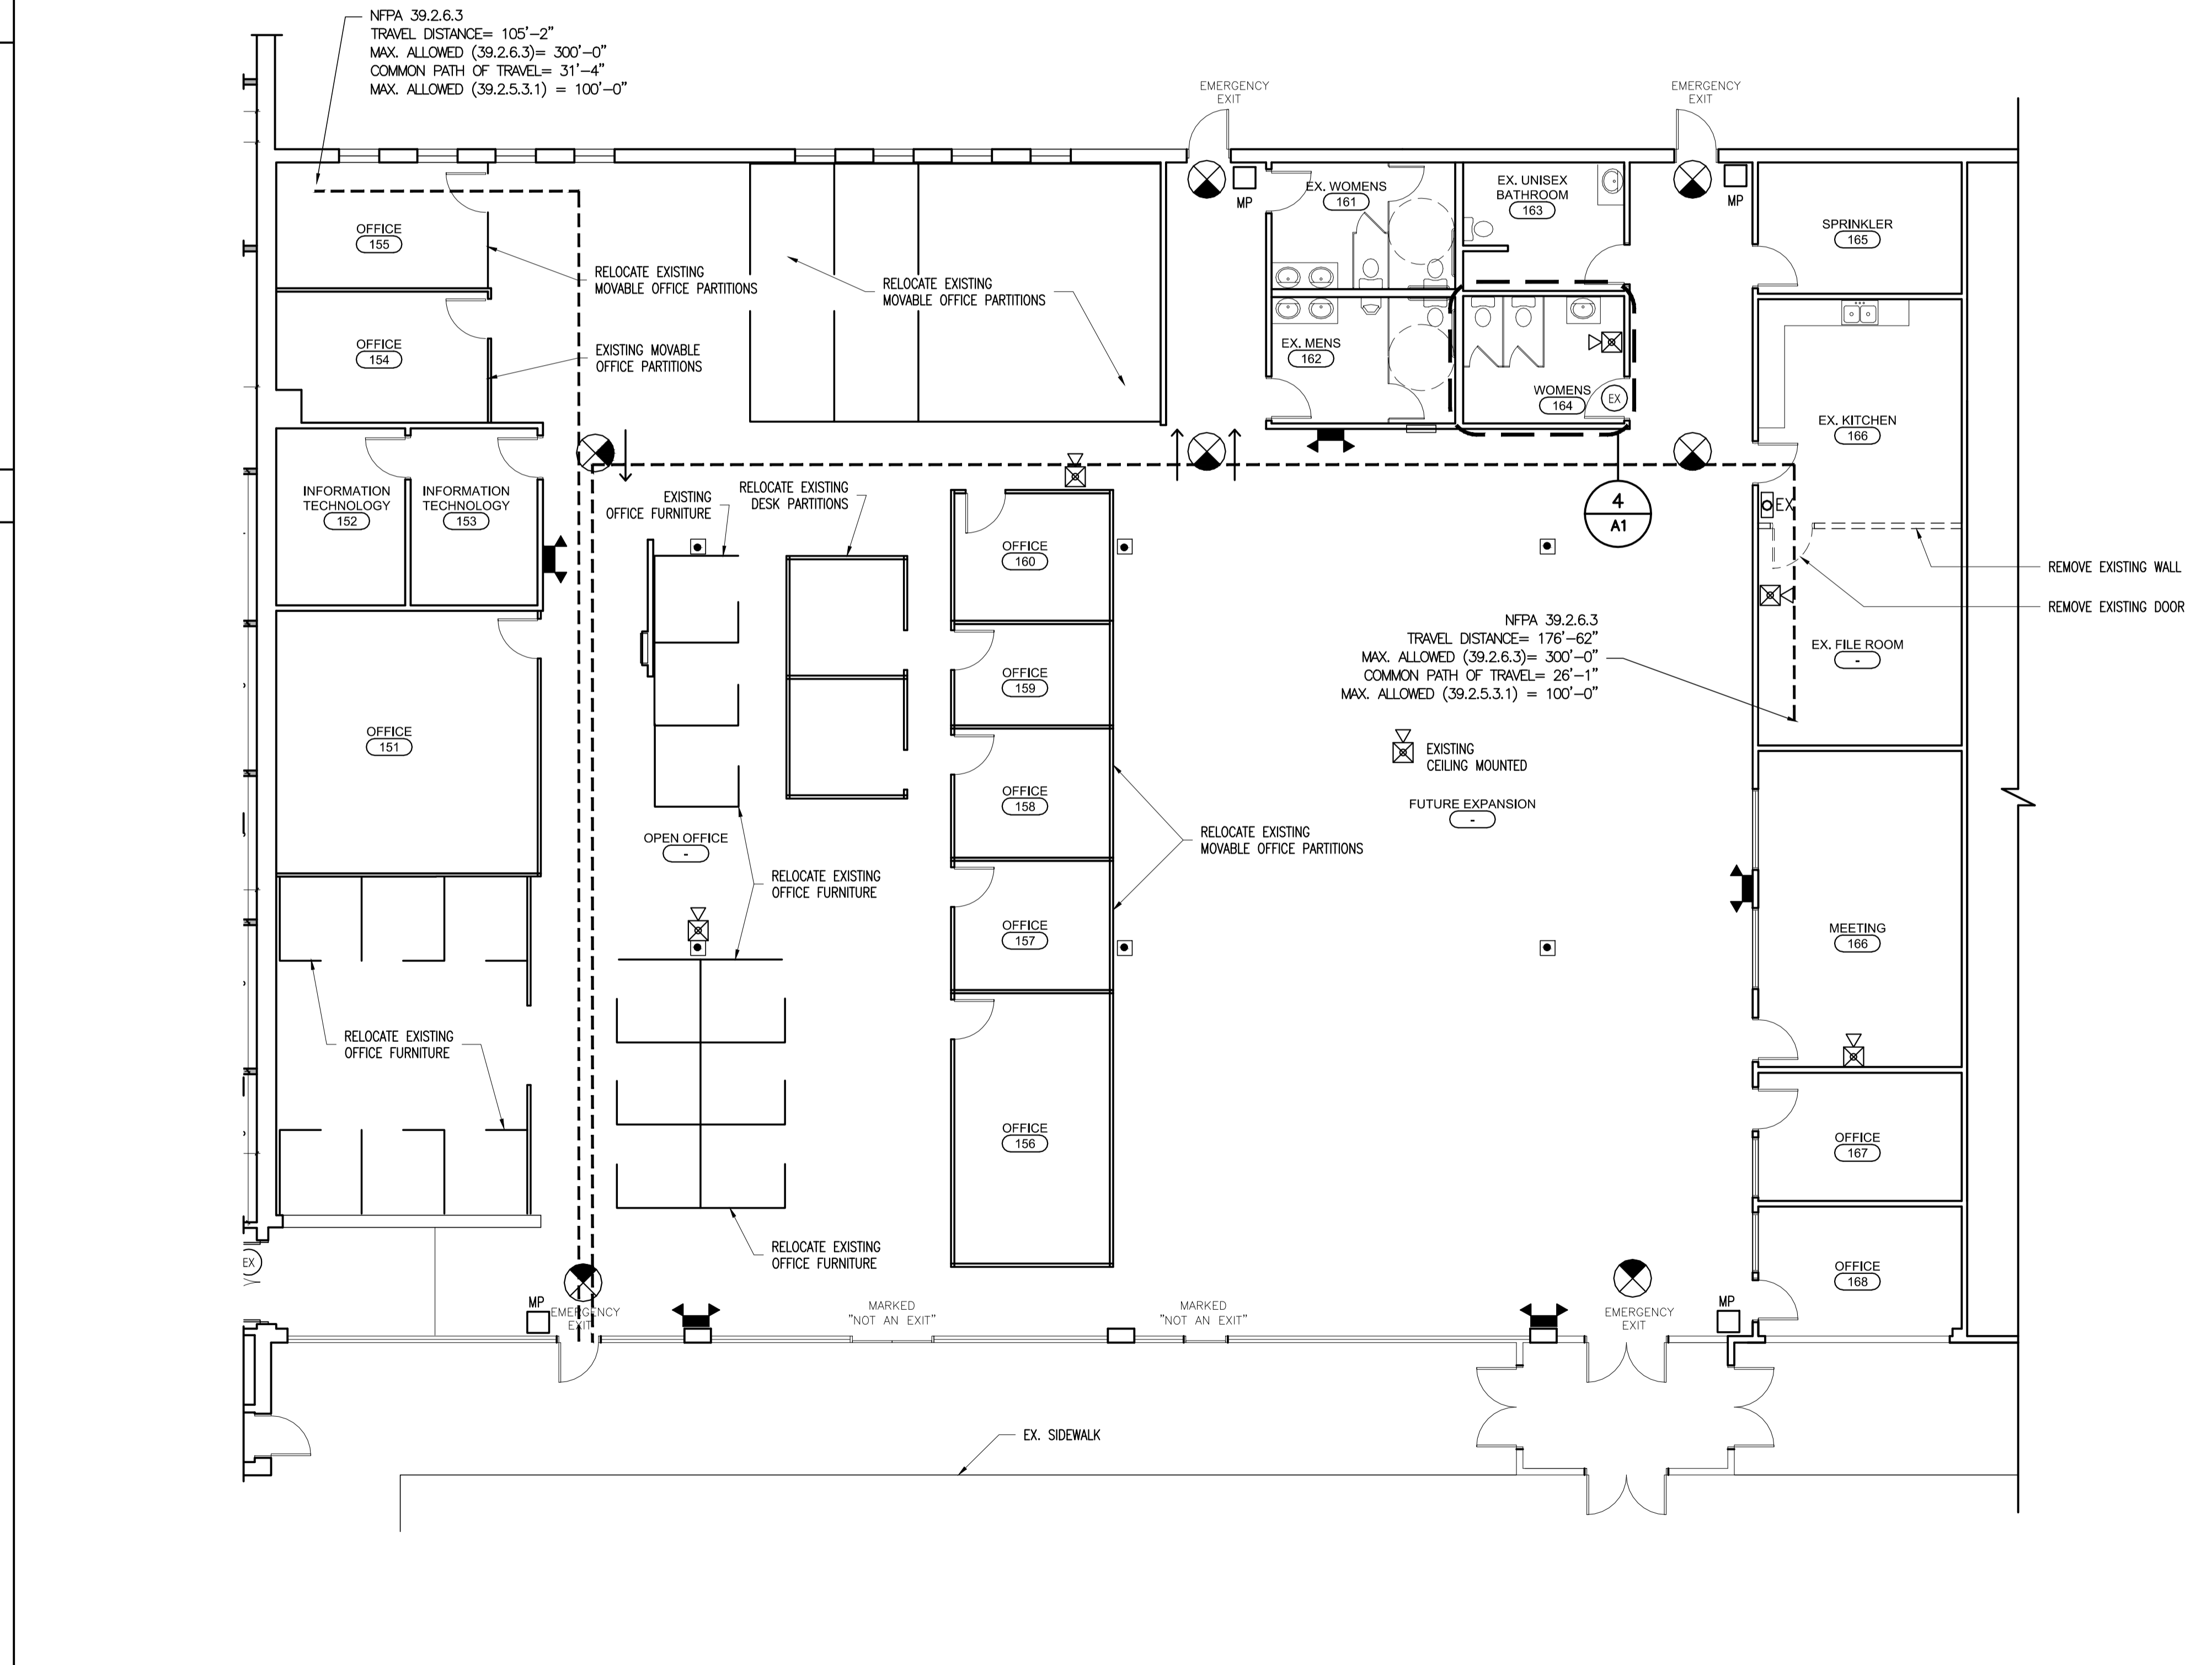 NFPA 39.2.6.3
TRAVEL DISTANCE= 105'-2"
MAX. ALLOWED (39.2.6.3)= 300'-0"
COMMON PATH OF TRAVEL= 31'-4"
MAX. ALLOWED (39.2.5.3.1) = 100'-0"
EMERGENCY
EXIT
EMERGENCY
EXIT
OFFICE
155
RELOCATE EXISTING
MOVABLE OFFICE PARTITIONS
RELOCATE EXISTING
MOVABLE OFFICE PARTITIONS
MP
EX. WOMENS
161
EX. UNISEX
BATHROOM
163
MP
SPRINKLER
165
OFFICE
154
EXISTING MOVABLE
OFFICE PARTITIONS
EX. MENS
162
WOMENS
164
EX
EX. KITCHEN
166
INFORMATION
TECHNOLOGY
152
INFORMATION
TECHNOLOGY
153
EXISTING
OFFICE FURNITURE
RELOCATE EXISTING
DESK PARTITIONS
4
A1
EX
OFFICE
160
REMOVE EXISTING WALL
REMOVE EXISTING DOOR
NFPA 39.2.6.3
TRAVEL DISTANCE= 176'-62"
MAX. ALLOWED (39.2.6.3)= 300'-0"
COMMON PATH OF TRAVEL= 26'-1"
MAX. ALLOWED (39.2.5.3.1) = 100'-0"
EX. FILE ROOM
-
OFFICE
159
OFFICE
151
EXISTING
CEILING MOUNTED
OFFICE
158
FUTURE EXPANSION
-
OPEN OFFICE
-
RELOCATE EXISTING
MOVABLE OFFICE PARTITIONS
RELOCATE EXISTING
OFFICE FURNITURE
OFFICE
157
MEETING
166
RELOCATE EXISTING
OFFICE FURNITURE
OFFICE
156
OFFICE
167
RELOCATE EXISTING
OFFICE FURNITURE
EX
OFFICE
168
MP
EMERGENCY
EXIT
MARKED
"NOT AN EXIT"
MARKED
"NOT AN EXIT"
EMERGENCY
EXIT
MP
EX. SIDEWALK